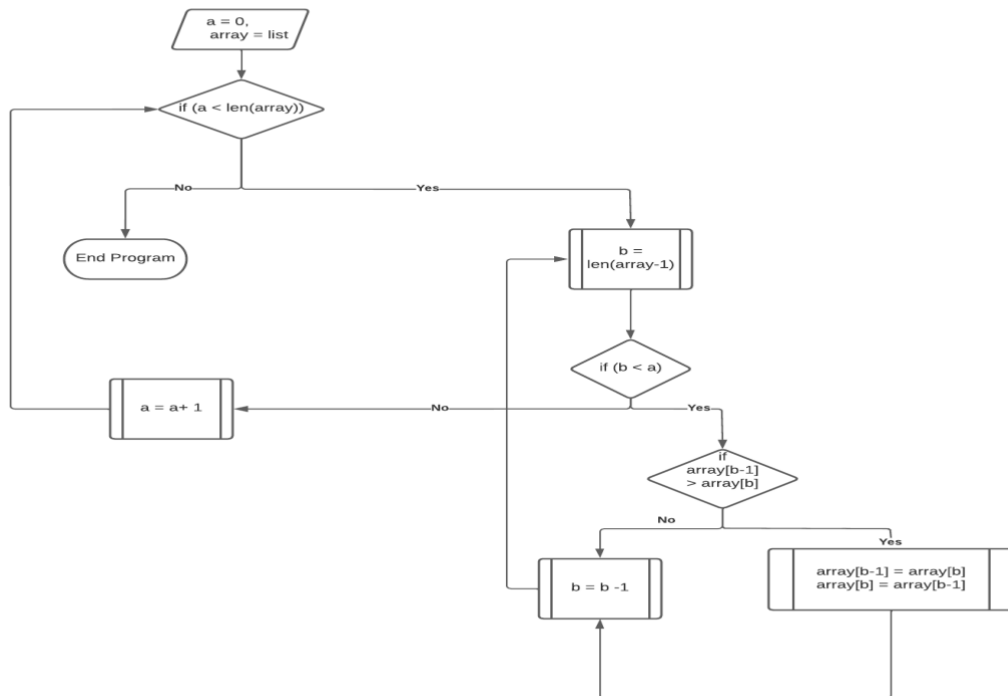 a = 0,
array = list
if (a < len(array))
No
Yes
End Program
b =
len(array-1)
if (b < a)
a = a+ 1
No
Yes
if
array[b-1]
> array[b]
No
Yes
b = b -1
array[b-1] = array[b]
array[b] = array[b-1]